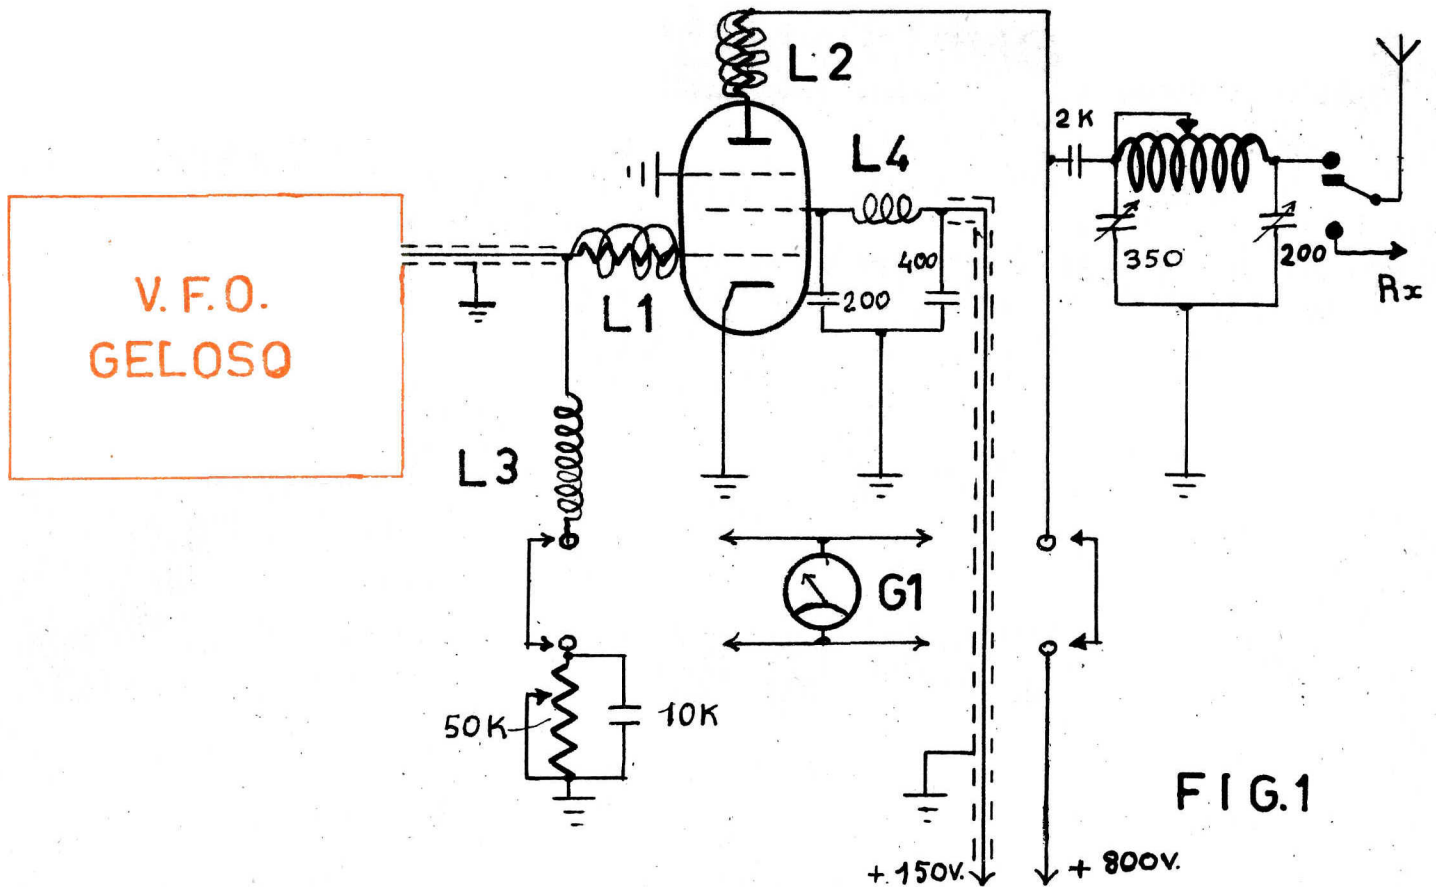 L2
2K
L4
V.F.O.
GELOSO
L1
200
400
350
200
Rx
L3
G1
50K
10K
FIG.1
+.150V.
+ 800V.